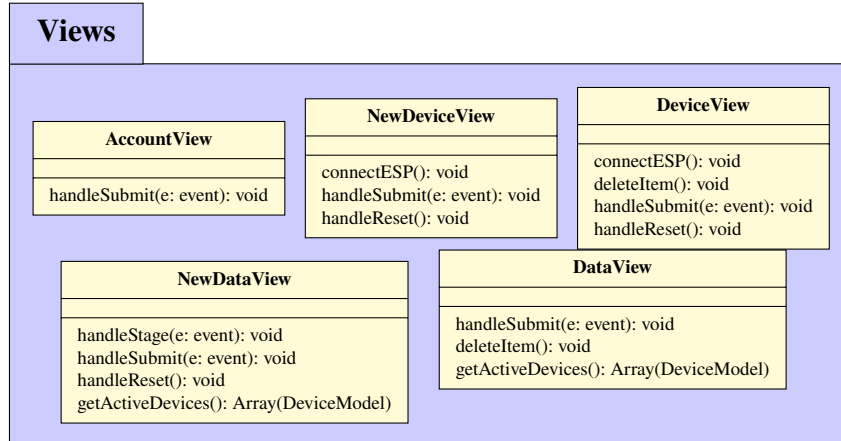 Views
AccountView
handleSubmit(e: event): void
NewDeviceView
connectESP(): void
handleSubmit(e: event): void
handleReset(): void
DeviceView
connectESP(): void
deleteItem(): void
handleSubmit(e: event): void
handleReset(): void
NewDataView
handleStage(e: event): void
handleSubmit(e: event): void
handleReset(): void
getActiveDevices(): Array(DeviceModel)
DataView
handleSubmit(e: event): void
deleteItem(): void
getActiveDevices(): Array(DeviceModel)